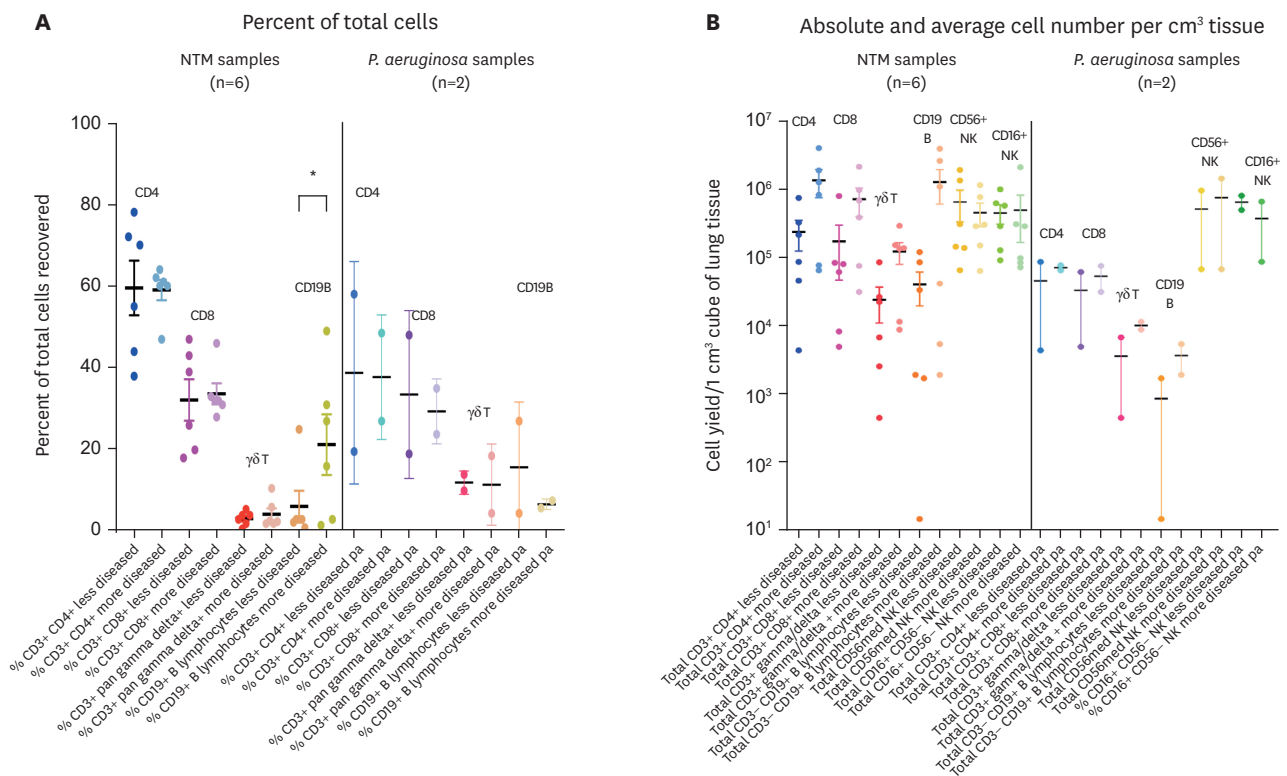 A
Percent of total cells
NTM samples
(n=6)
P. aeruginosa samples
(n=2)
Percent of total cells recovered
100
80
60
40
20
0
CD4
CD8
γδ T
CD19B
*
CD4
CD8
γδ T
CD19B
% CD3+ CD4+ less diseased
% CD3+ CD4+ more diseased
% CD3+ CD8+ less diseased
% CD3+ CD8+ more diseased
% CD3+ pan gamma delta+ less diseased
% CD3+ pan gamma delta+ more diseased
% CD19+ B lymphocytes less diseased
% CD19+ B lymphocytes more diseased
% CD3+ CD4+ less diseased pa
% CD3+ CD4+ more diseased pa
% CD3+ CD8+ less diseased pa
% CD3+ CD8+ more diseased pa
% CD3+ pan gamma delta+ less diseased pa
% CD3+ pan gamma delta+ more diseased pa
% CD19+ B lymphocytes less diseased pa
% CD19+ B lymphocytes more diseased pa
B
Absolute and average cell number per cm³ tissue
NTM samples
(n=6)
P. aeruginosa samples
(n=2)
Cell yield/1 cm³ cube of lung tissue
10⁷
10⁶
10⁵
10⁴
10³
10²
10¹
CD4
CD8
γδ T
CD19
B
CD56+
NK
CD16+
NK
CD4
CD8
γδ T
CD19
B
CD56+
NK
CD16+
NK
Total CD3+ CD4+ less diseased
Total CD3+ CD4+ more diseased
Total CD3+ CD8+ less diseased
Total CD3+ CD8+ more diseased
Total CD3+ gamma/delta less diseased
Total CD3+ gamma/delta + more diseased
Total CD3− CD19+ B lymphocytes less diseased
Total CD3− CD19+ B lymphocytes more diseased
Total CD56med NK less diseased
Total CD56med NK more diseased
Total CD16+ CD56− NK less diseased
Total CD16+ CD56− NK more diseased
Total CD3+ CD4+ less diseased pa
Total CD3+ CD4+ more diseased pa
Total CD3+ CD8+ less diseased pa
Total CD3+ CD8+ more diseased pa
Total CD3+ gamma/delta less diseased pa
Total CD3+ gamma/delta + more diseased pa
Total CD3− CD19+ B lymphocytes less diseased pa
Total CD3− CD19+ B lymphocytes more diseased pa
Total CD56med NK less diseased pa
Total CD56med NK more diseased pa
% CD16+ CD56− NK less diseased pa
% CD16+ CD56− NK more diseased pa